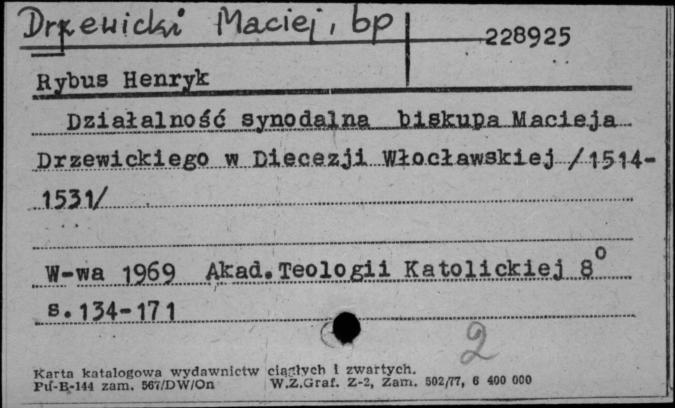 Drzewicki Maciej, bp
228925
Rybus Henryk
Działalność synodalna biskupa Macieja
Drzewickiego w Diecezji Włocławskiej /1514-
1531/
W-wa 1969 Akad.Teologii Katolickiej 8°
s.134-171
2
Karta katalogowa wydawnictw ciągłych i zwartych.
Pu-B-144 zam. 567/DW/On W.Z.Graf. Z-2, Zam. 502/77, 6 400 000